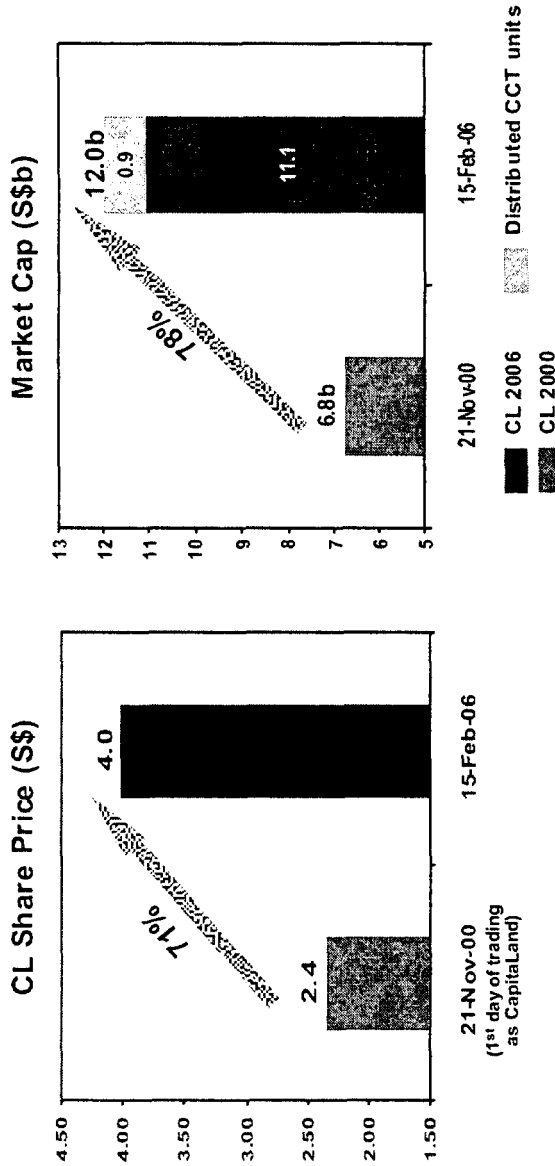 CL Share Price (S$)
4.50
4.00
3.50
3.00
2.50
2.00
1.50
71%
2.4
4.0
21-Nov-00
(1st day of trading
as CapitaLand)
15-Feb-06
Market Cap (S$b)
13
12
11
10
9
8
7
6
5
78%
6.8b
12.0b
0.9
11.1
21-Nov-00
15-Feb-06
CL 2006
Distributed CCT units
CL 2000